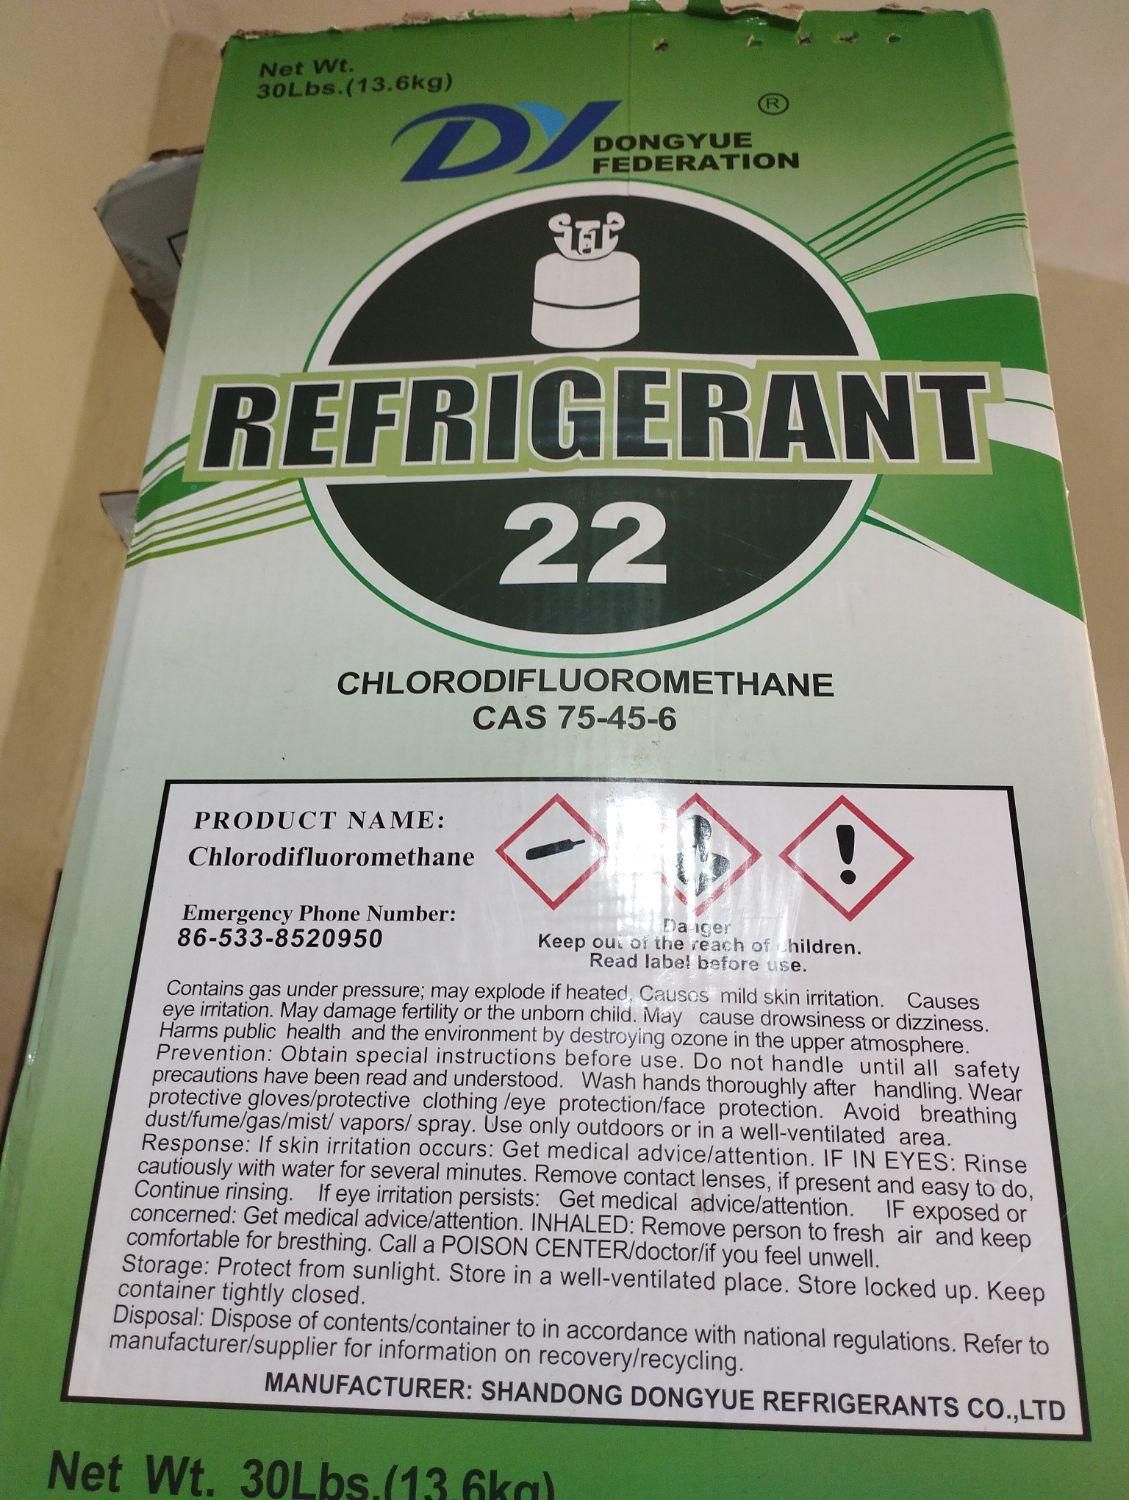 Net Wt.
30Lbs.(13.6kg)
DY
®
DONGYUE
FEDERATION
REFRIGERANT
22
CHLORODIFLUOROMETHANE
CAS 75-45-6
PRODUCT NAME:
Chlorodifluoromethane
Emergency Phone Number:
86-533-8520950
Danger
Keep out of the reach of children.
Read label before use.
Contains gas under pressure; may explode if heated. Causes mild skin irritation. Causes
eye irritation. May damage fertility or the unborn child. May cause drowsiness or dizziness.
Harms public health and the environment by destroying ozone in the upper atmosphere.
Prevention: Obtain special instructions before use. Do not handle until all safety
precautions have been read and understood. Wash hands thoroughly after handling. Wear
protective gloves/protective clothing /eye protection/face protection. Avoid breathing
dust/fume/gas/mist/ vapors/ spray. Use only outdoors or in a well-ventilated area.
Response: If skin irritation occurs: Get medical advice/attention. IF IN EYES: Rinse
cautiously with water for several minutes. Remove contact lenses, if present and easy to do,
Continue rinsing. If eye irritation persists: Get medical advice/attention. IF exposed or
concerned: Get medical advice/attention. INHALED: Remove person to fresh air and keep
comfortable for bresthing. Call a POISON CENTER/doctor/if you feel unwell.
Storage: Protect from sunlight. Store in a well-ventilated place. Store locked up. Keep
container tightly closed.
Disposal: Dispose of contents/container to in accordance with national regulations. Refer to
manufacturer/supplier for information on recovery/recycling.
MANUFACTURER: SHANDONG DONGYUE REFRIGERANTS CO.,LTD
Net Wt. 30Lbs.(13.6kg)